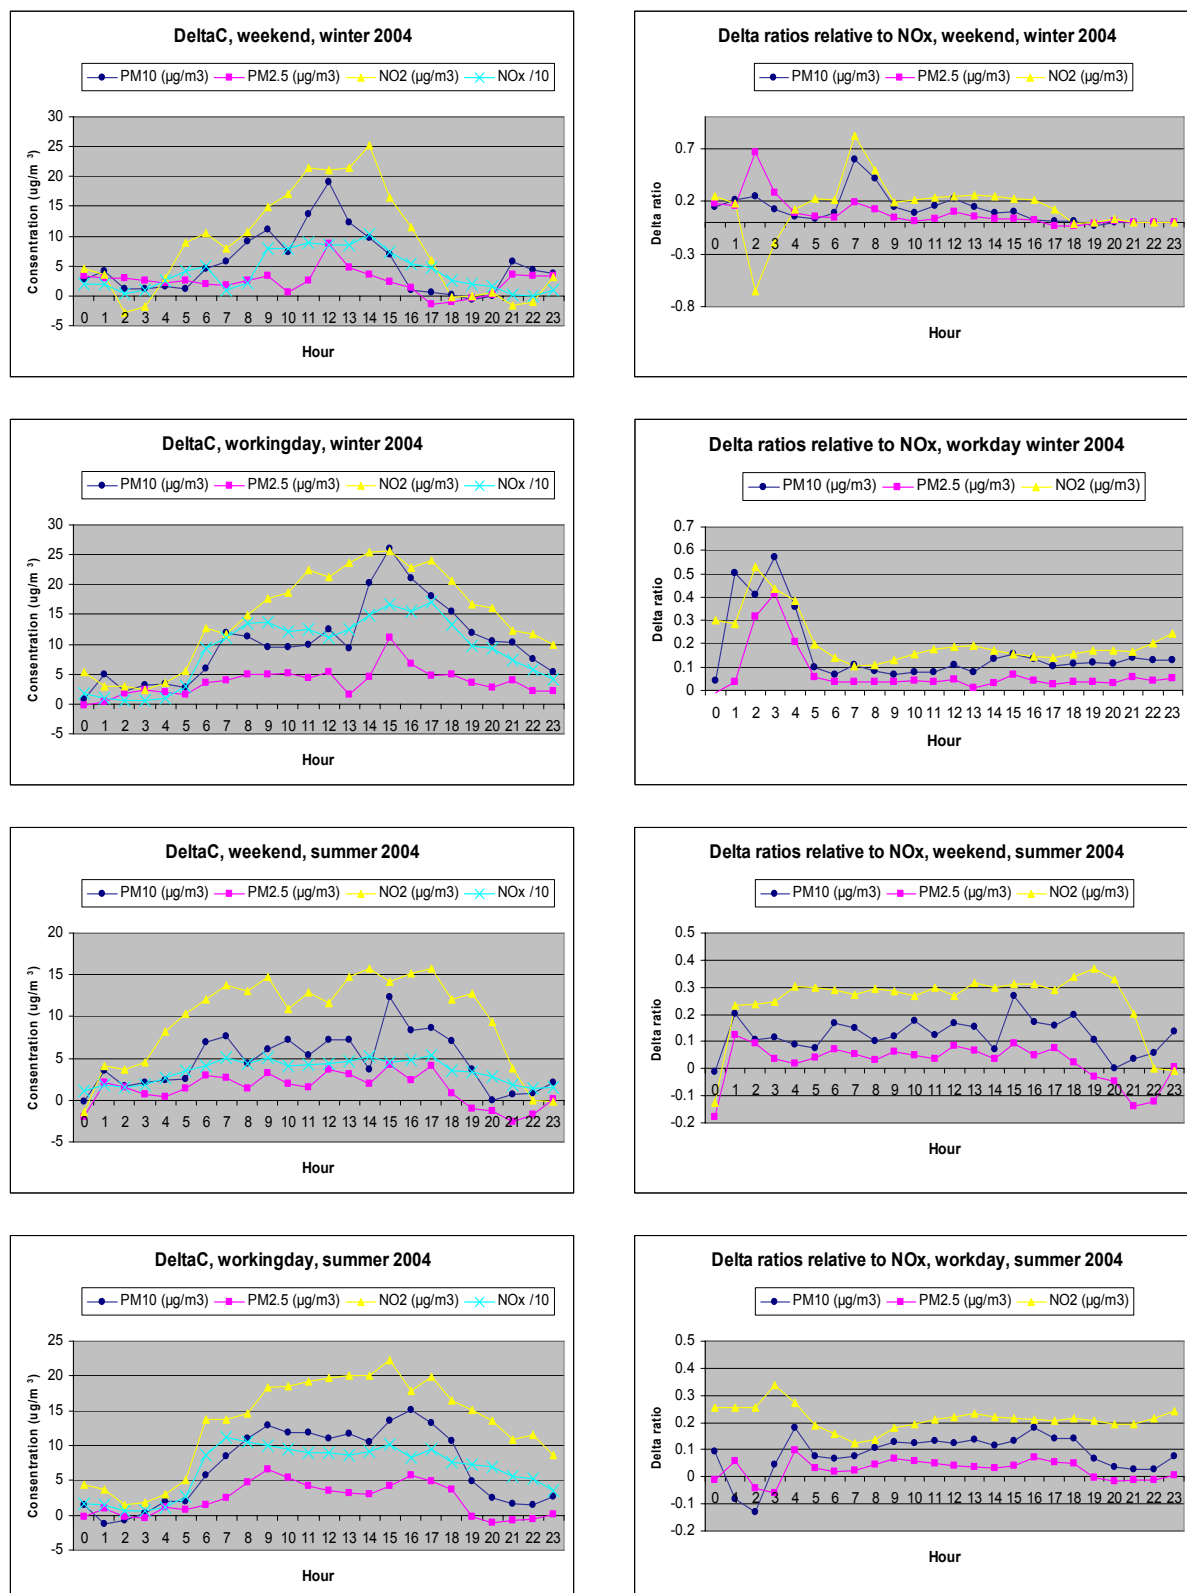 DeltaC, weekend, winter 2004
PM10 (µg/m3) PM2.5 (µg/m3) NO2 (µg/m3) NOx /10
Consentration (ug/m ³)
30
25
20
15
10
5
0
-5
0 1 2 3 4 5 6 7 8 9 10 11 12 13 14 15 16 17 18 19 20 21 22 23
Hour
Delta ratios relative to NOx, weekend, winter 2004
PM10 (µg/m3) PM2.5 (µg/m3) NO2 (µg/m3)
Delta ratio
0.7
0.2
-0.3
-0.8
0 1 2 3 4 5 6 7 8 9 10 11 12 13 14 15 16 17 18 19 20 21 22 23
Hour
DeltaC, workingday, winter 2004
PM10 (µg/m3) PM2.5 (µg/m3) NO2 (µg/m3) NOx /10
Consentration (ug/m ³)
30
25
20
15
10
5
0
-5
0 1 2 3 4 5 6 7 8 9 10 11 12 13 14 15 16 17 18 19 20 21 22 23
Hour
Delta ratios relative to NOx, workday winter 2004
PM10 (µg/m3) PM2.5 (µg/m3) NO2 (µg/m3)
Delta ratio
0.7
0.6
0.5
0.4
0.3
0.2
0.1
0
0 1 2 3 4 5 6 7 8 9 10 11 12 13 14 15 16 17 18 19 20 21 22 23
Hour
DeltaC, weekend, summer 2004
PM10 (µg/m3) PM2.5 (µg/m3) NO2 (µg/m3) NOx /10
Consentration (ug/m ³)
20
15
10
5
0
-5
0 1 2 3 4 5 6 7 8 9 10 11 12 13 14 15 16 17 18 19 20 21 22 23
Hour
Delta ratios relative to NOx, weekend, summer 2004
PM10 (µg/m3) PM2.5 (µg/m3) NO2 (µg/m3)
Delta ratio
0.5
0.4
0.3
0.2
0.1
0
-0.1
-0.2
0 1 2 3 4 5 6 7 8 9 10 11 12 13 14 15 16 17 18 19 20 21 22 23
Hour
DeltaC, workingday, summer 2004
PM10 (µg/m3) PM2.5 (µg/m3) NO2 (µg/m3) NOx /10
Consentration (ug/m ³)
25
20
15
10
5
0
-5
0 1 2 3 4 5 6 7 8 9 10 11 12 13 14 15 16 17 18 19 20 21 22 23
Hour
Delta ratios relative to NOx, workday, summer 2004
PM10 (µg/m3) PM2.5 (µg/m3) NO2 (µg/m3)
Delta ratio
0.5
0.4
0.3
0.2
0.1
0
-0.1
-0.2
0 1 2 3 4 5 6 7 8 9 10 11 12 13 14 15 16 17 18 19 20 21 22 23
Hour